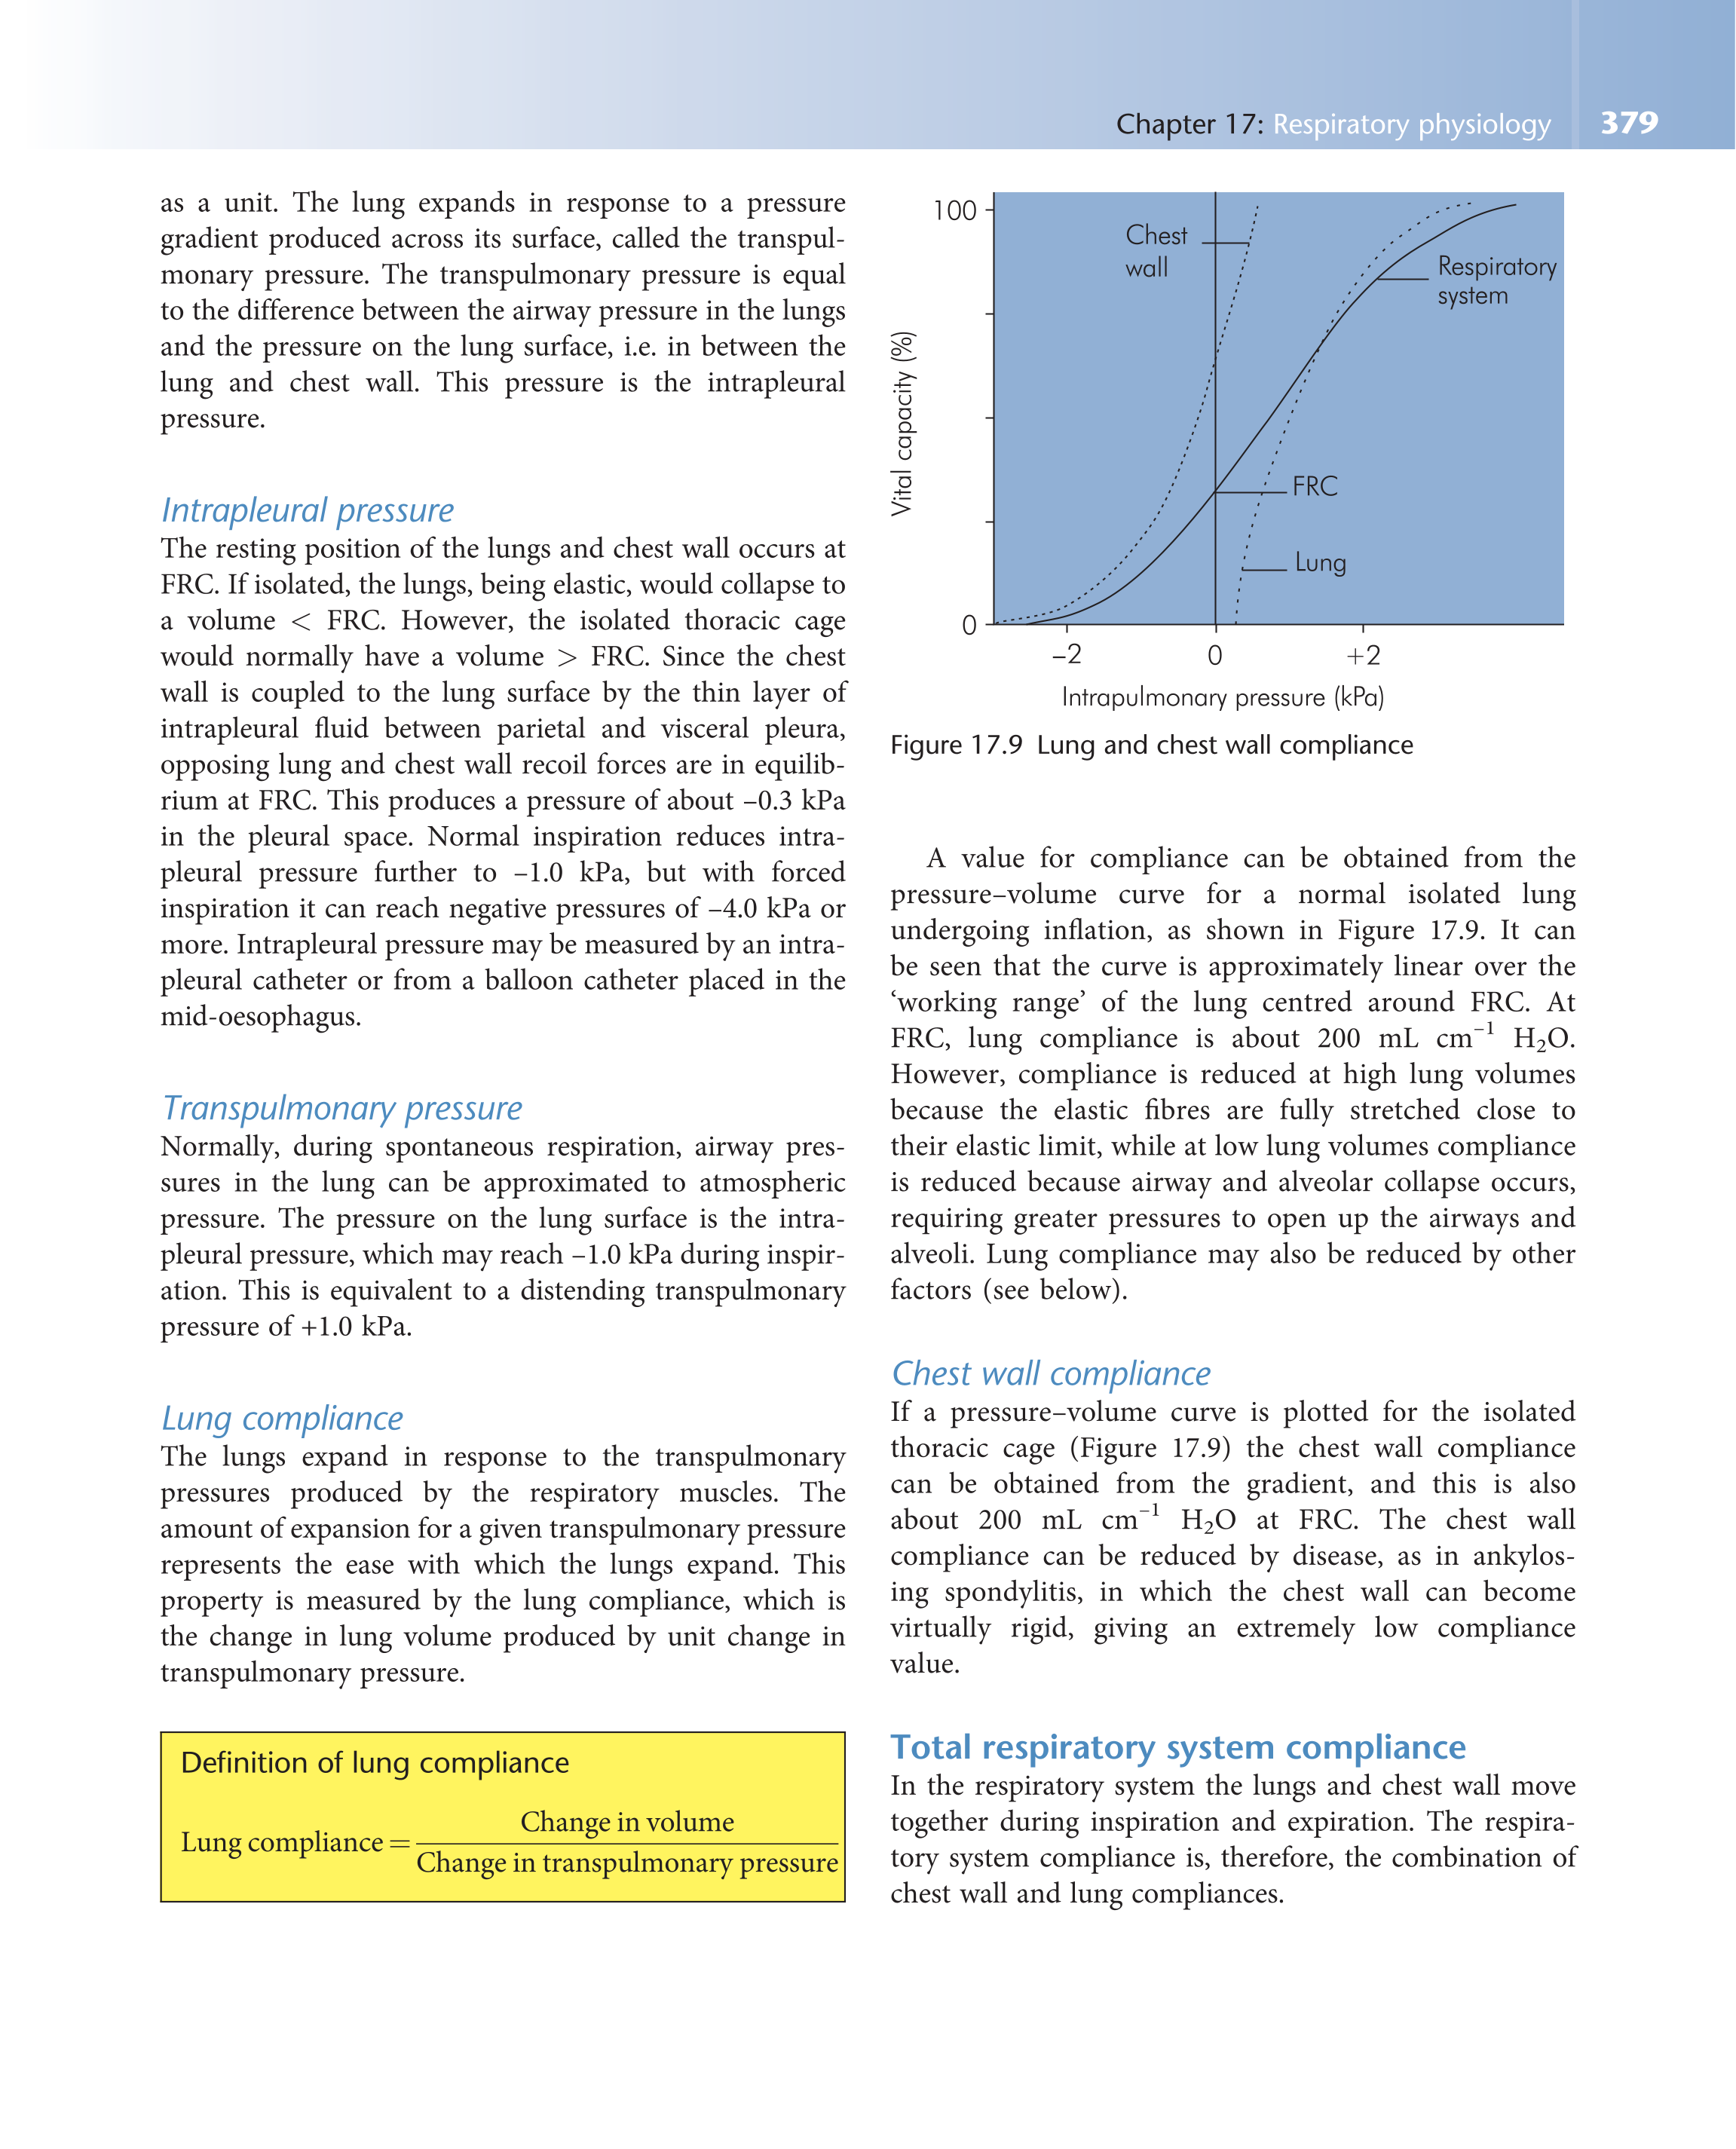 Chapter 17: Respiratory physiology 379
as a unit. The lung expands in response to a pressure
gradient produced across its surface, called the transpul-
monary pressure. The transpulmonary pressure is equal
to the difference between the airway pressure in the lungs
and the pressure on the lung surface, i.e. in between the
lung and chest wall. This pressure is the intrapleural
pressure.
Intrapleural pressure
The resting position of the lungs and chest wall occurs at
FRC. If isolated, the lungs, being elastic, would collapse to
a volume < FRC. However, the isolated thoracic cage
would normally have a volume > FRC. Since the chest
wall is coupled to the lung surface by the thin layer of
intrapleural fluid between parietal and visceral pleura,
opposing lung and chest wall recoil forces are in equilib-
rium at FRC. This produces a pressure of about –0.3 kPa
in the pleural space. Normal inspiration reduces intra-
pleural pressure further to –1.0 kPa, but with forced
inspiration it can reach negative pressures of –4.0 kPa or
more. Intrapleural pressure may be measured by an intra-
pleural catheter or from a balloon catheter placed in the
mid-oesophagus.
Transpulmonary pressure
Normally, during spontaneous respiration, airway pres-
sures in the lung can be approximated to atmospheric
pressure. The pressure on the lung surface is the intra-
pleural pressure, which may reach –1.0 kPa during inspir-
ation. This is equivalent to a distending transpulmonary
pressure of +1.0 kPa.
Lung compliance
The lungs expand in response to the transpulmonary
pressures produced by the respiratory muscles. The
amount of expansion for a given transpulmonary pressure
represents the ease with which the lungs expand. This
property is measured by the lung compliance, which is
the change in lung volume produced by unit change in
transpulmonary pressure.
Definition of lung compliance
Lung compliance = Change in volume
Change in transpulmonary pressure
100
Chest
wall
Respiratory
system
Vital capacity (%)
FRC
Lung
0
–2 0 +2
Intrapulmonary pressure (kPa)
Figure 17.9 Lung and chest wall compliance
A value for compliance can be obtained from the
pressure–volume curve for a normal isolated lung
undergoing inflation, as shown in Figure 17.9. It can
be seen that the curve is approximately linear over the
‘working range’ of the lung centred around FRC. At
FRC, lung compliance is about 200 mL cm⁻¹ H₂O.
However, compliance is reduced at high lung volumes
because the elastic fibres are fully stretched close to
their elastic limit, while at low lung volumes compliance
is reduced because airway and alveolar collapse occurs,
requiring greater pressures to open up the airways and
alveoli. Lung compliance may also be reduced by other
factors (see below).
Chest wall compliance
If a pressure–volume curve is plotted for the isolated
thoracic cage (Figure 17.9) the chest wall compliance
can be obtained from the gradient, and this is also
about 200 mL cm⁻¹ H₂O at FRC. The chest wall
compliance can be reduced by disease, as in ankylos-
ing spondylitis, in which the chest wall can become
virtually rigid, giving an extremely low compliance
value.
Total respiratory system compliance
In the respiratory system the lungs and chest wall move
together during inspiration and expiration. The respira-
tory system compliance is, therefore, the combination of
chest wall and lung compliances.